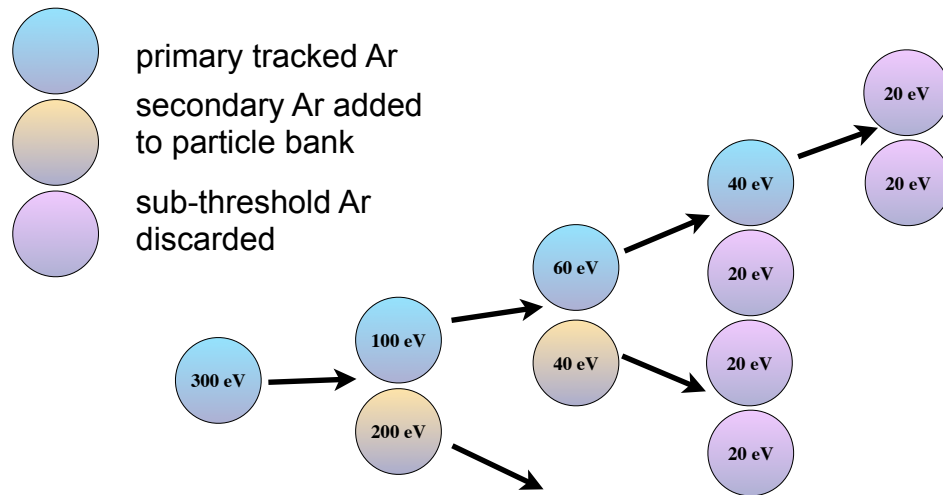 primary tracked Ar
secondary Ar added
to particle bank
sub-threshold Ar
discarded
20 eV
20 eV
40 eV
20 eV
20 eV
20 eV
60 eV
40 eV
100 eV
200 eV
300 eV